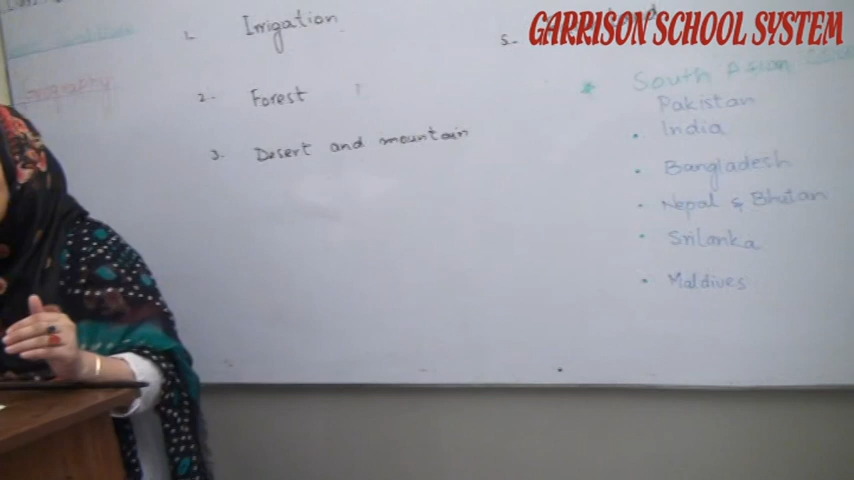 1. Irrigation
2. Forest
3. Desert and mountain
5.
GARRISON SCHOOL SYSTEM
Geography
* South Asian
Pakistan
• India
• Bangladesh
• Nepal & Bhutan
• Srilanka
• Maldives